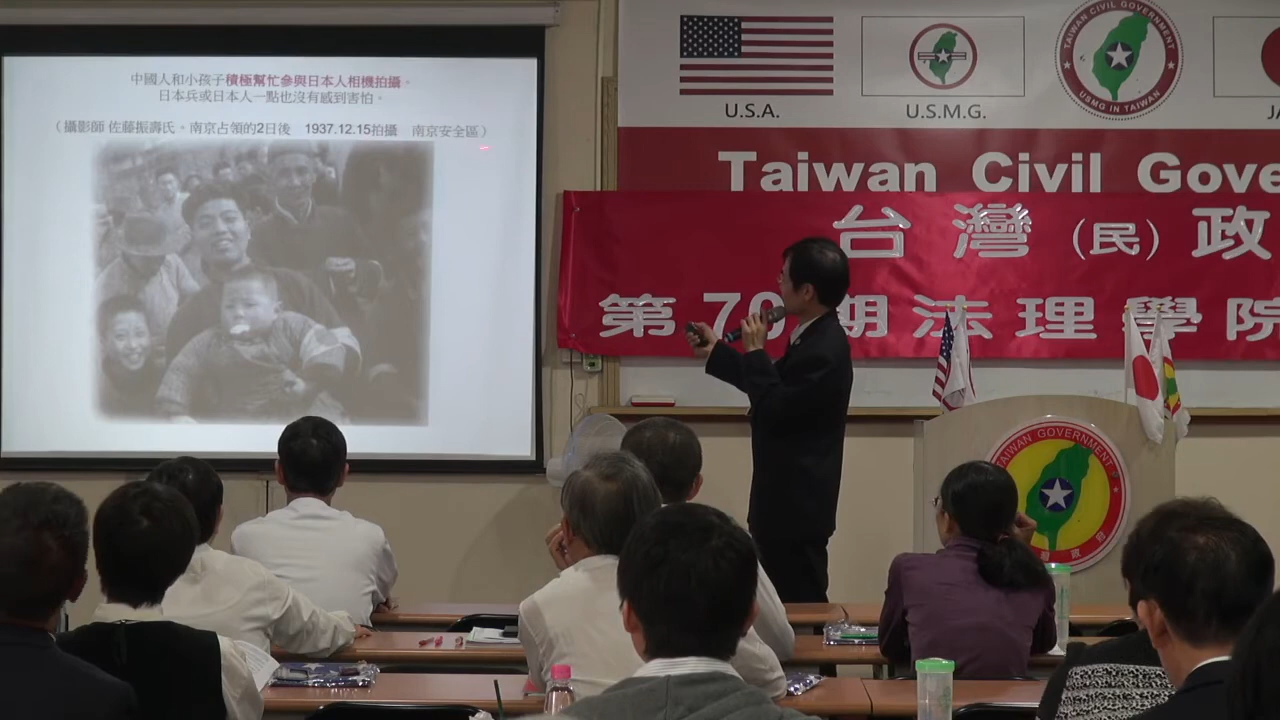 中國人和小孩子積極幫忙參與日本人相機拍攝。
日本兵或日本人一點也沒有感到害怕。
（攝影師 佐藤振壽氏。南京占領的2日後 1937.12.15拍攝 南京安全區）
U.S.A.
U.S.M.G.
TAIWAN CIVIL GOVERNMENT
USMG IN TAIWAN
JA
Taiwan Civil Gove
台灣（民）政
第70期法理學院
TAIWAN GOVERNMENT
政府